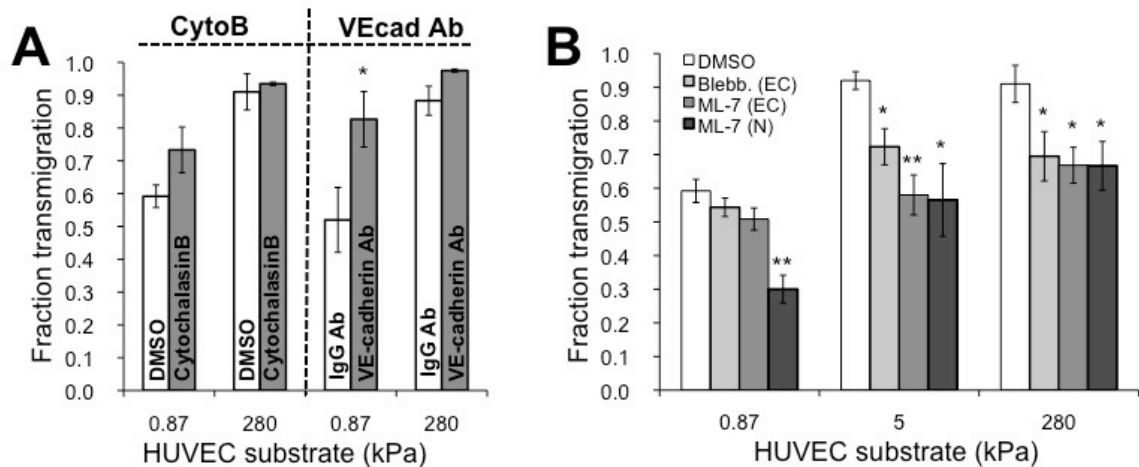 A
CytoB VEcad Ab
Fraction transmigration
1.0
0.9
0.8
0.7
0.6
0.5
0.4
0.3
0.2
0.1
0.0
*
DMSO
CytochalasinB
DMSO
CytochalasinB
IgG Ab
VE-cadherin Ab
IgG Ab
VE-cadherin Ab
0.87 280 0.87 280
HUVEC substrate (kPa)
B
DMSO
Blebb. (EC)
ML-7 (EC)
ML-7 (N)
Fraction transmigration
1.0
0.9
0.8
0.7
0.6
0.5
0.4
0.3
0.2
0.1
0.0
**
*
**
*
*
*
*
0.87 5 280
HUVEC substrate (kPa)